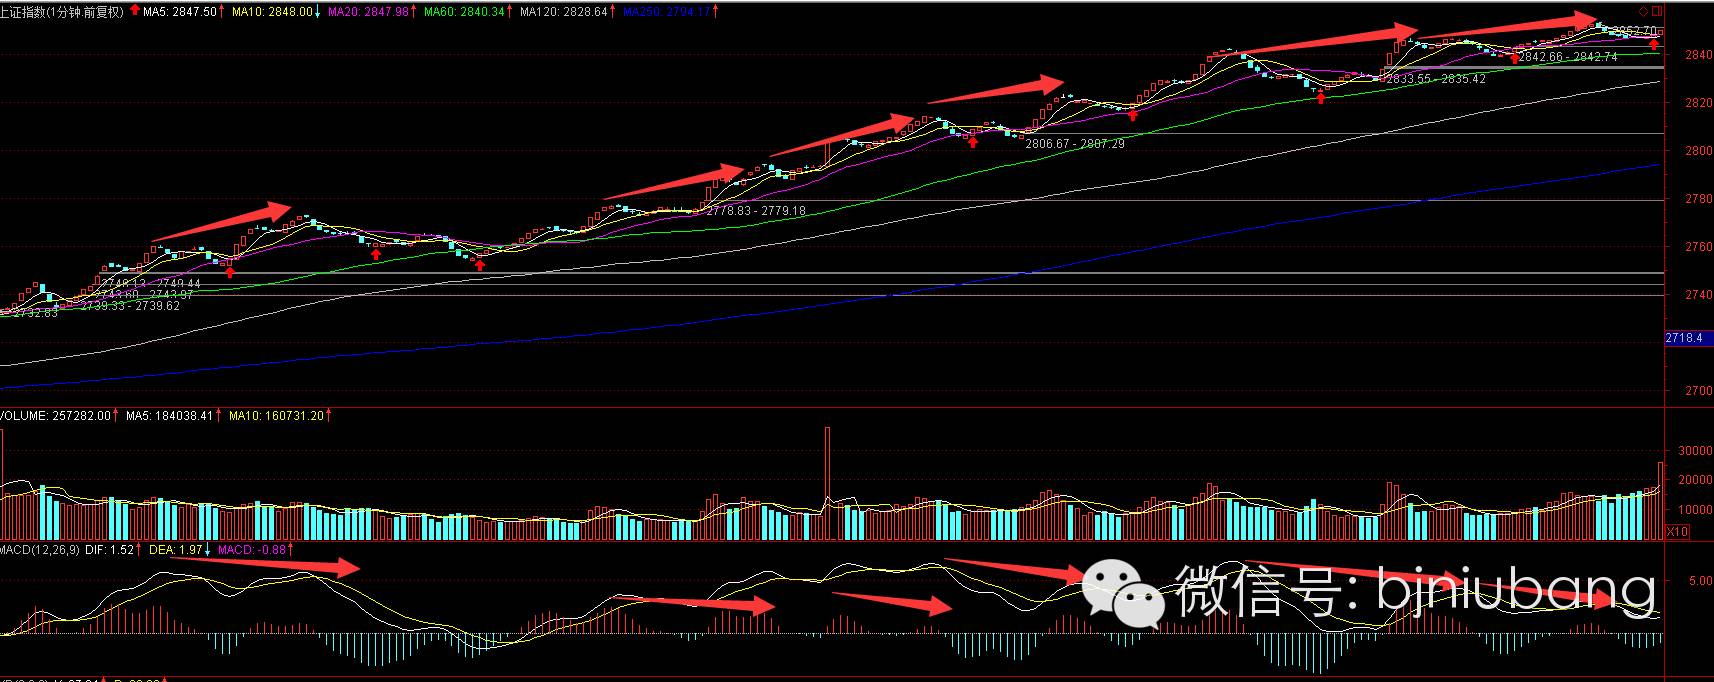 上证指数(1分钟.前复权) MA5: 2847.50 MA10: 2848.00 MA20: 2847.98 MA60: 2840.34 MA120: 2828.64 MA250: 2794.17
2852.70
2842.66 - 2842.74
2840
2833.55 - 2835.42
2820
2806.67 - 2807.29
2800
2778.83 - 2779.18
2780
2760
2748.13 - 2749.44
2743.60 - 2743.97
2740
2739.33 - 2739.62
2732.83
2718.4
2700
VOLUME: 257282.00 MA5: 184038.41 MA10: 160731.20
30000
20000
10000
X10
MACD(12,26,9) DIF: 1.52 DEA: 1.97 MACD: -0.88
5.00
微信号: bjniubang